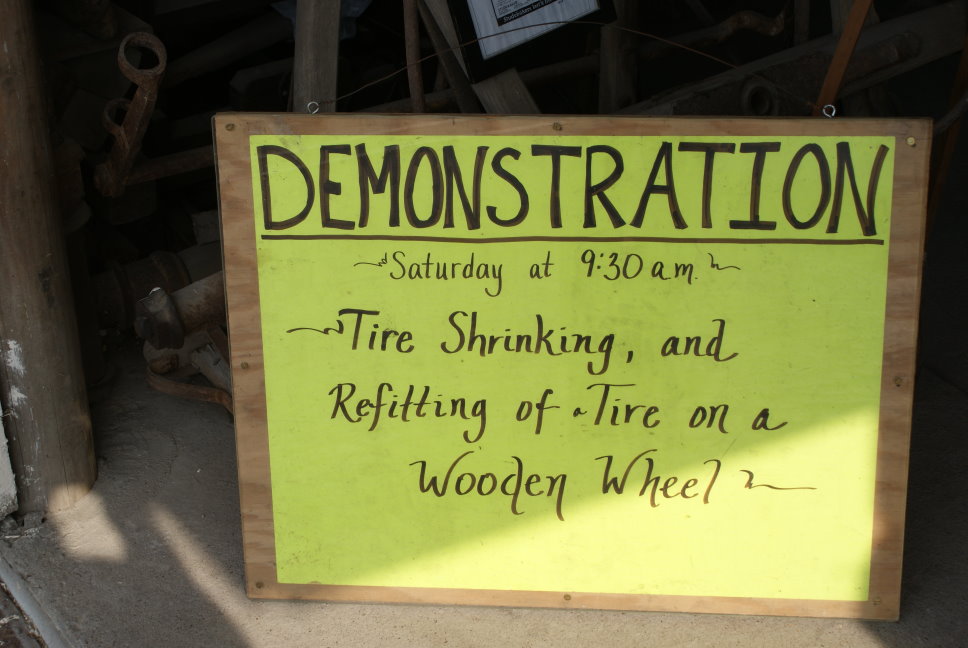 DEMONSTRATION
Saturday at 9:30 a.m.
Tire Shrinking, and
Refitting of a Tire on a
Wooden Wheel